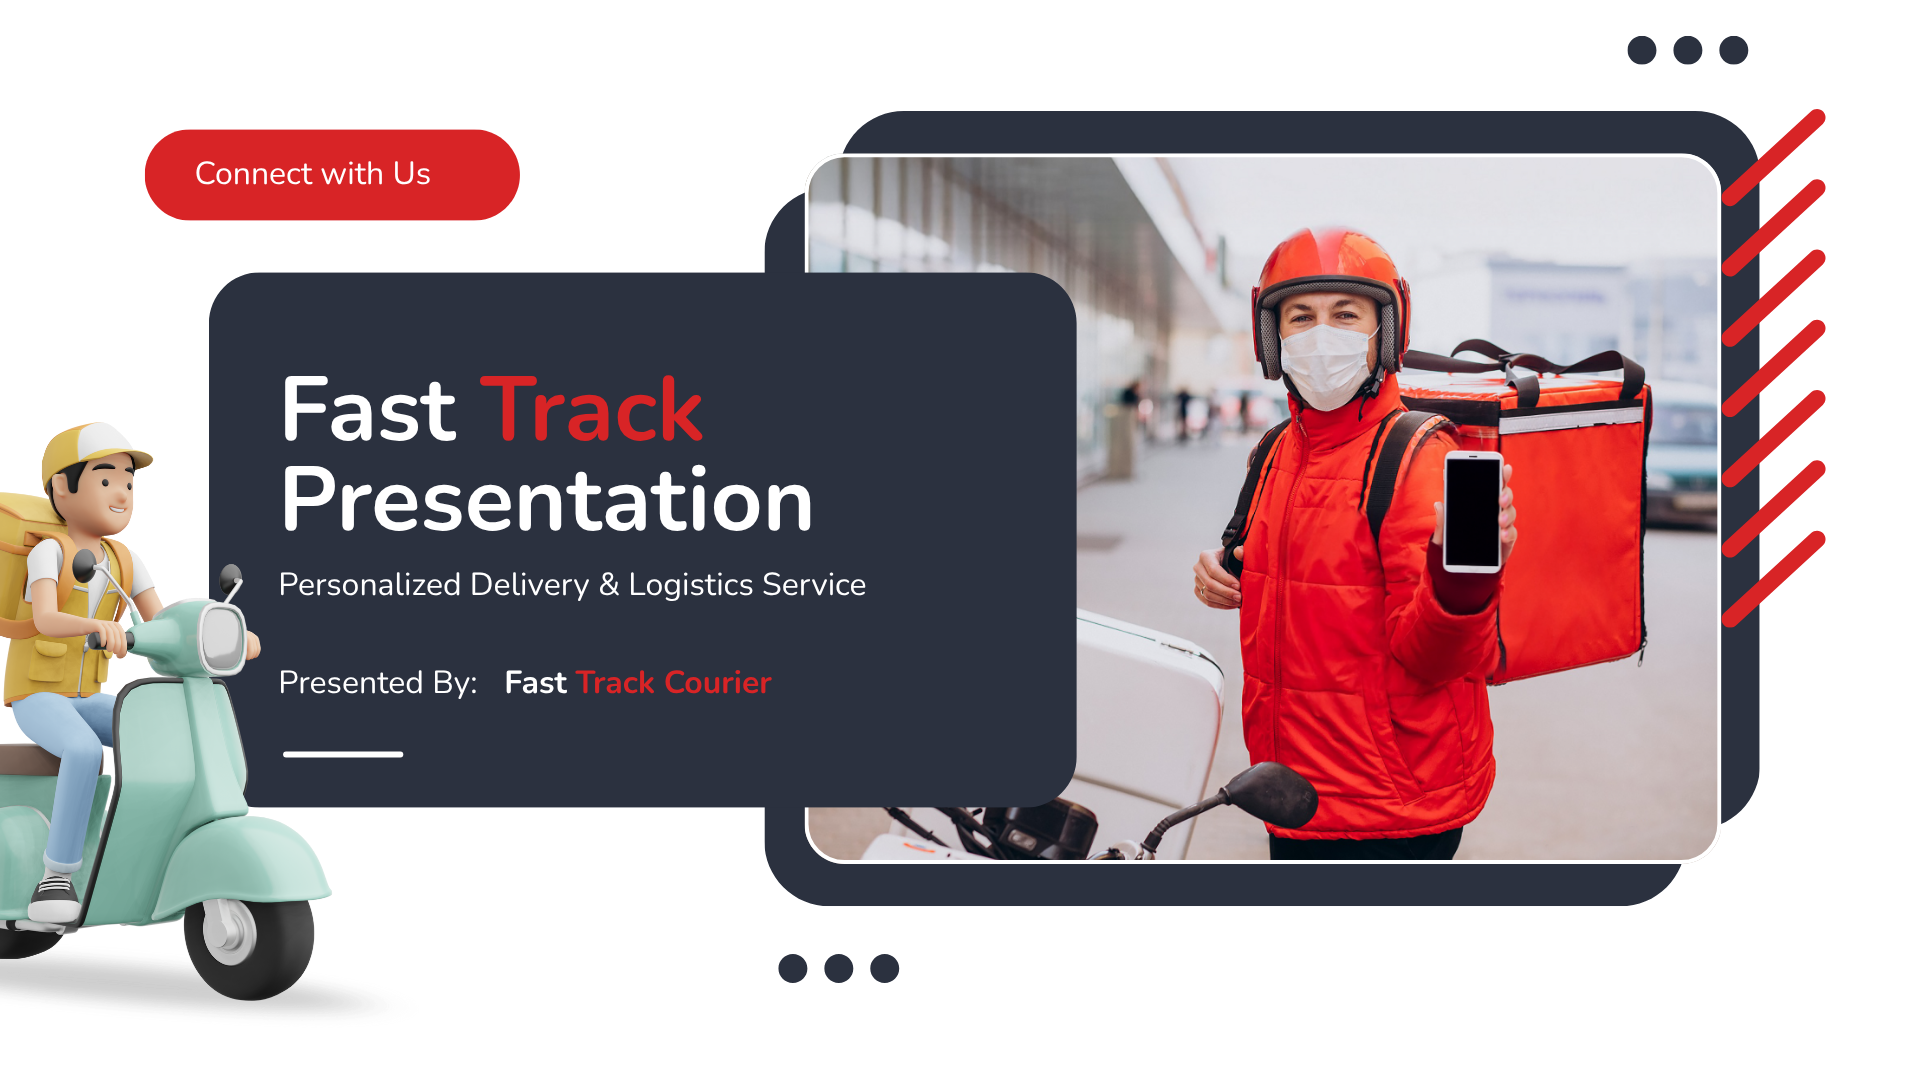 Connect with Us
Fast Track
Presentation
Personalized Delivery & Logistics Service
Presented By: Fast Track Courier